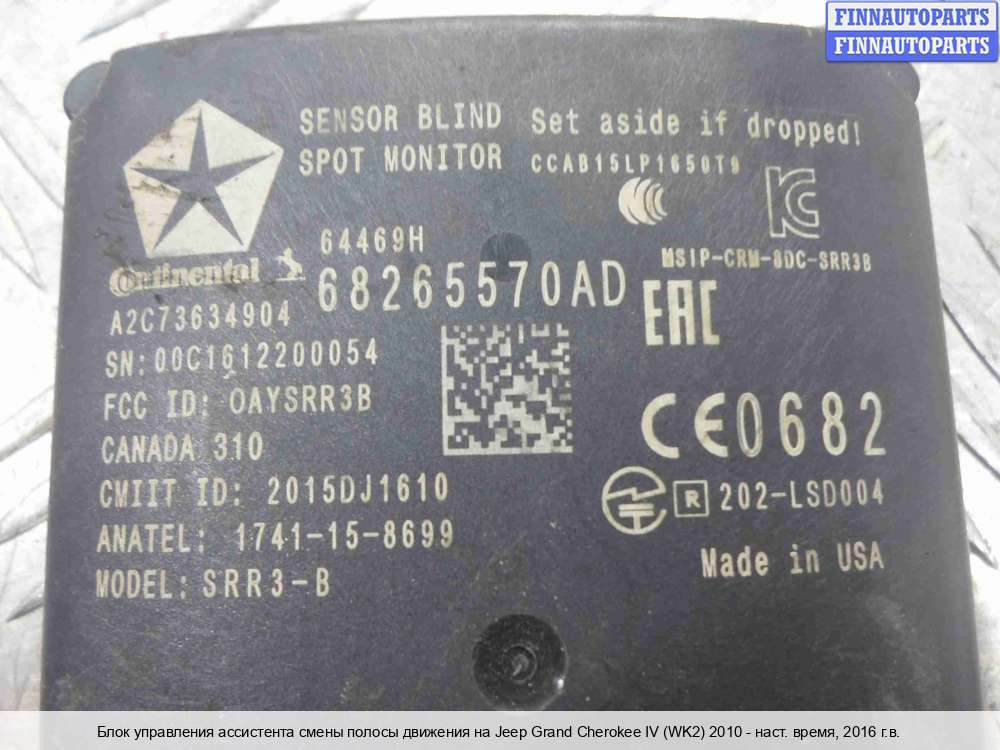 FINNAUTOPARTS
FINNAUTOPARTS
SENSOR BLIND
SPOT MONITOR
Set aside if dropped!
CCAB15LP1650T9
64469H
MSIP-CRM-8DC-SRR3B
Continental
68265570AD
EAC
A2C73634904
SN:00C1612200054
FCC ID: OAYSRR3B
CE0682
CANADA 310
CMIIT ID: 2015DJ1610
R 202-LSD004
ANATEL: 1741-15-8699
Made in USA
MODEL: SRR3-B
Блок управления ассистента смены полосы движения на Jeep Grand Cherokee IV (WK2) 2010 - наст. время, 2016 г.в.